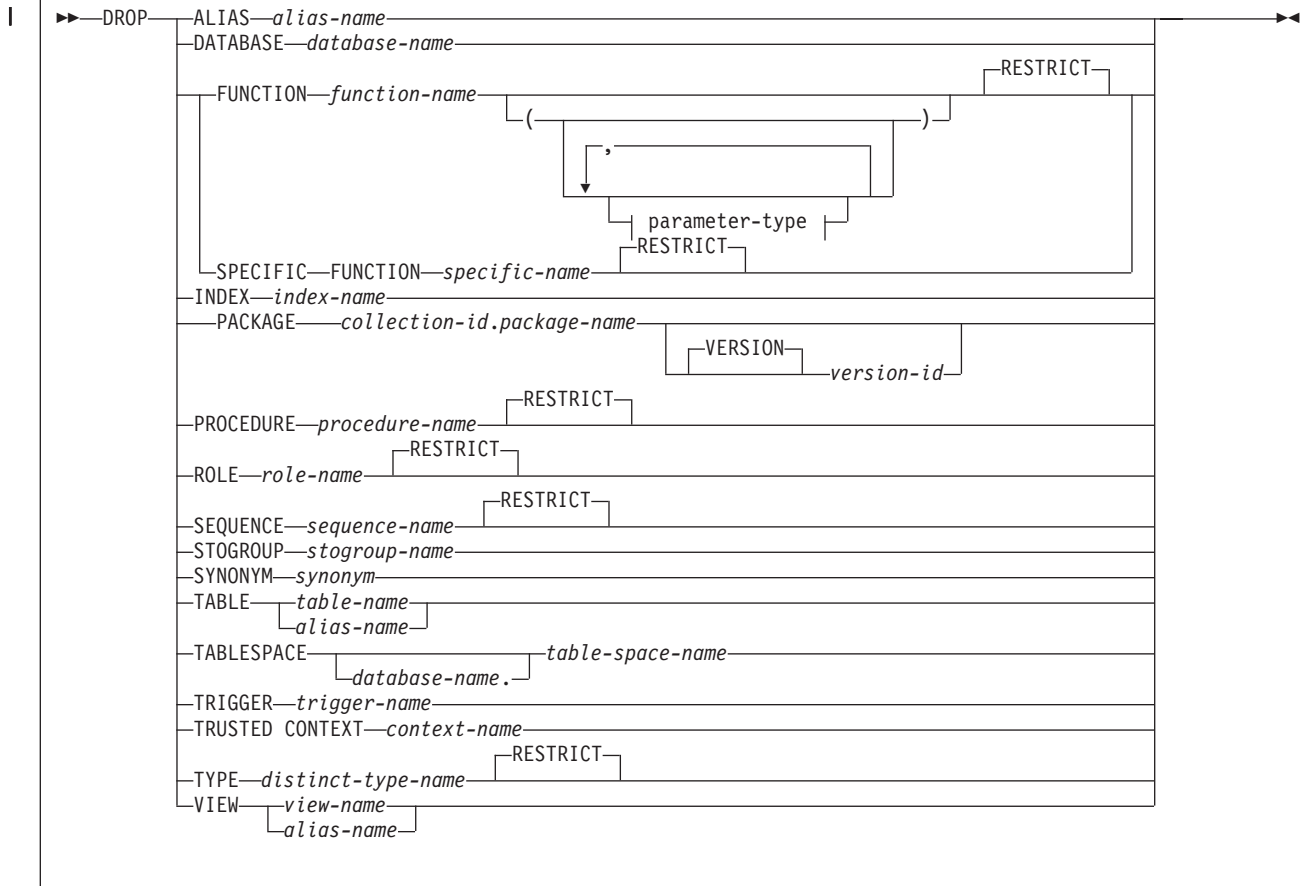 DROP ALIAS alias-name
DATABASE database-name
RESTRICT
FUNCTION function-name
( )
,
parameter-type
RESTRICT
SPECIFIC FUNCTION specific-name
INDEX index-name
PACKAGE collection-id.package-name
VERSION
version-id
RESTRICT
PROCEDURE procedure-name
RESTRICT
ROLE role-name
RESTRICT
SEQUENCE sequence-name
STOGROUP stogroup-name
SYNONYM synonym
TABLE table-name
alias-name
TABLESPACE table-space-name
database-name.
TRIGGER trigger-name
TRUSTED CONTEXT context-name
RESTRICT
TYPE distinct-type-name
VIEW view-name
alias-name